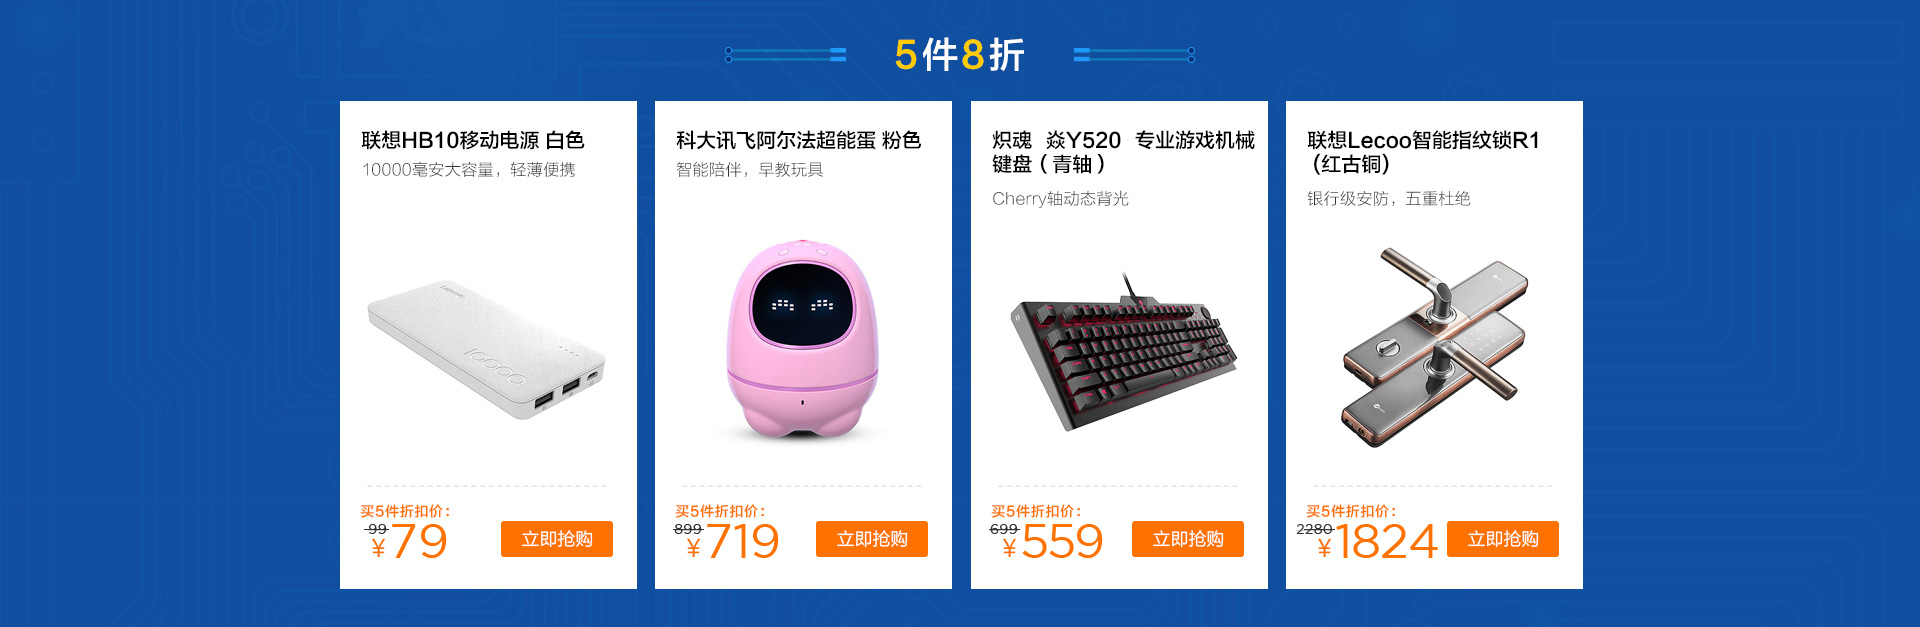 5件8折
联想HB10移动电源 白色
10000毫安大容量，轻薄便携
10000
买5件折扣价：
99
¥79
立即抢购
科大讯飞阿尔法超能蛋 粉色
智能陪伴，早教玩具
买5件折扣价：
899
¥719
立即抢购
炽魂 焱Y520 专业游戏机械
键盘（青轴）
Cherry轴动态背光
买5件折扣价：
699
¥559
立即抢购
联想Lecoo智能指纹锁R1
（红古铜）
银行级安防，五重杜绝
买5件折扣价：
2280
¥1824
立即抢购